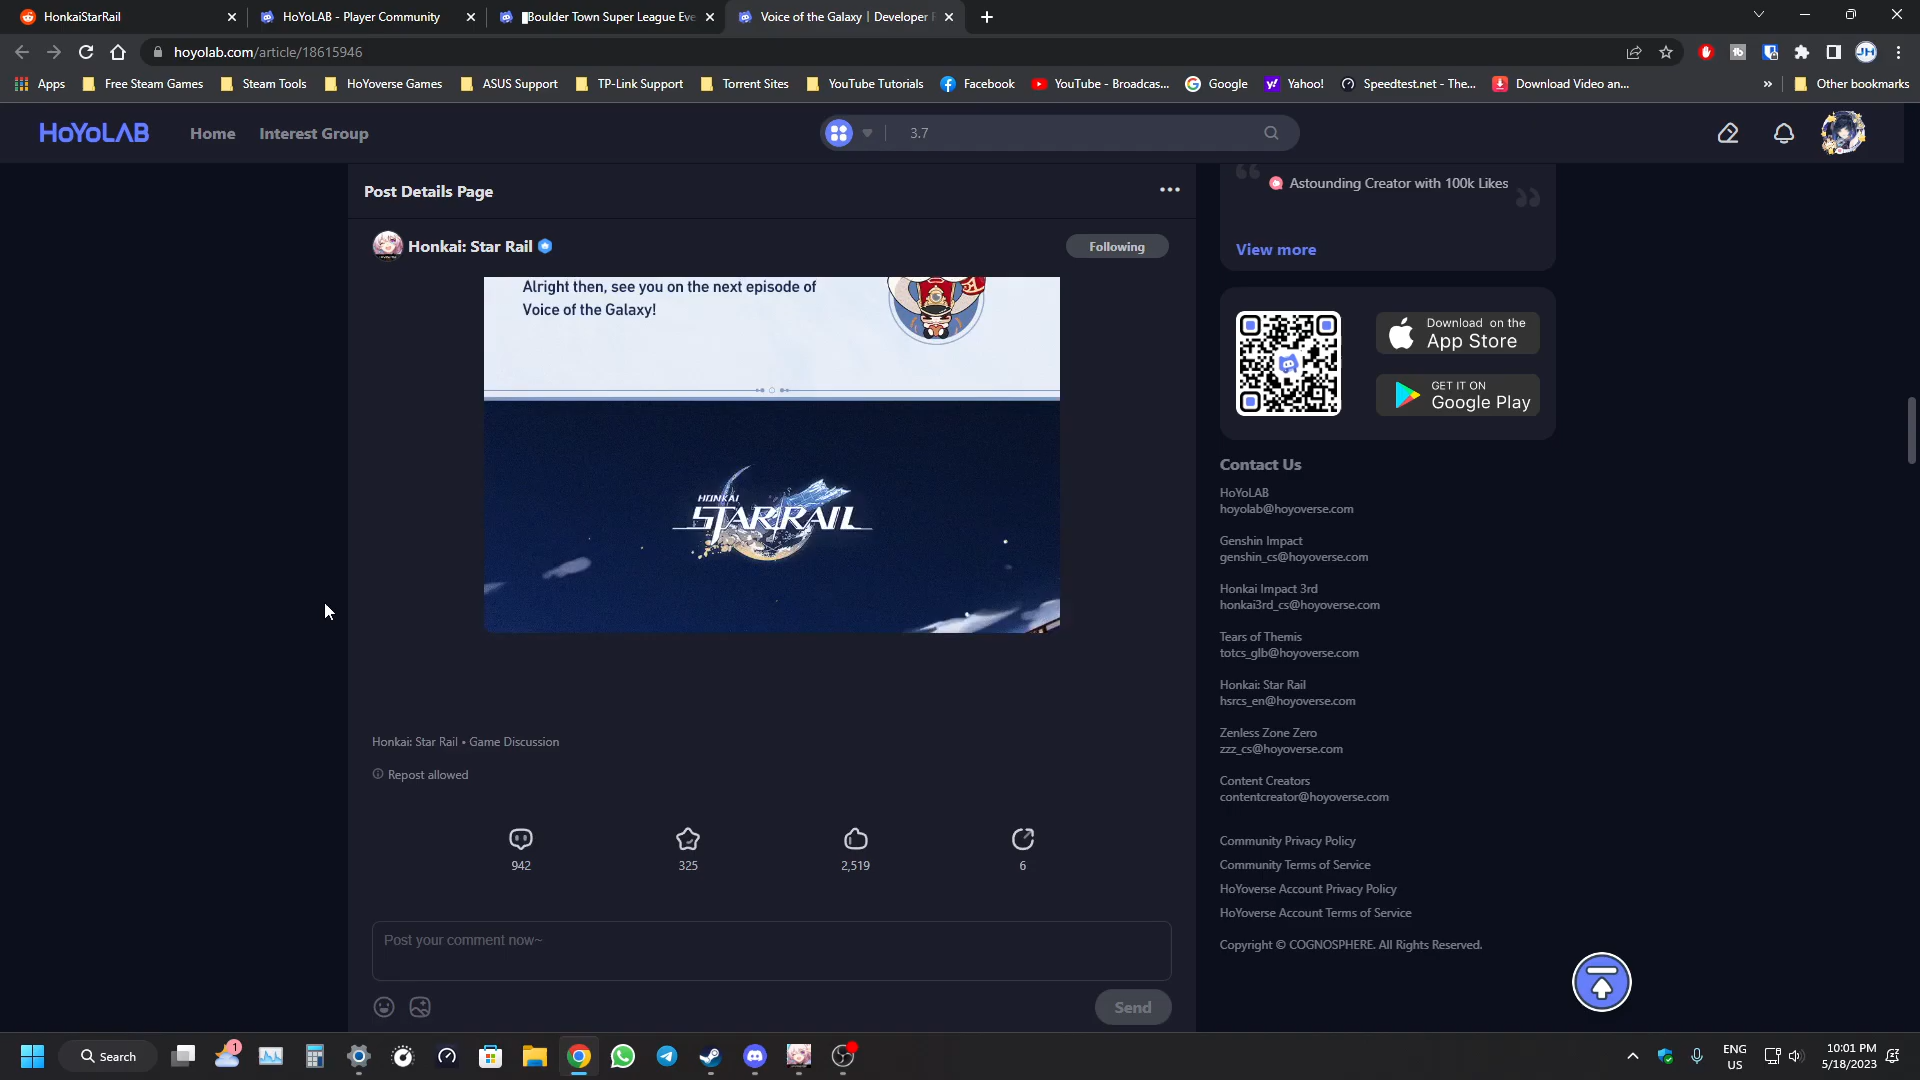 HonkaiStarRail
HoYoLAB - Player Community
Boulder Town Super League Eve
Voice of the Galaxy | Developer
hoyolab.com/article/18615946
JH
Apps
Free Steam Games
Steam Tools
HoYoverse Games
ASUS Support
TP-Link Support
Torrent Sites
YouTube Tutorials
Facebook
YouTube - Broadcas...
Google
Yahoo!
Speedtest.net - The...
Download Video an...
»
Other bookmarks
HoYoLAB
Home
Interest Group
3.7
Post Details Page
Astounding Creator with 100k Likes
View more
Honkai: Star Rail
Following
Alright then, see you on the next episode of
Voice of the Galaxy!
HONKAI
STAR RAIL
Download on the
App Store
GET IT ON
Google Play
Contact Us
HoYoLAB
hoyolab@hoyoverse.com
Genshin Impact
genshin_cs@hoyoverse.com
Honkai Impact 3rd
honkai3rd_cs@hoyoverse.com
Tears of Themis
totcs_glb@hoyoverse.com
Honkai: Star Rail
hsrcs_en@hoyoverse.com
Zenless Zone Zero
zzz_cs@hoyoverse.com
Content Creators
contentcreator@hoyoverse.com
Community Privacy Policy
Community Terms of Service
HoYoverse Account Privacy Policy
HoYoverse Account Terms of Service
Copyright © COGNOSPHERE. All Rights Reserved.
Honkai: Star Rail • Game Discussion
Repost allowed
942
325
2,519
6
Post your comment now~
Send
Search
1
ENG
US
10:01 PM
5/18/2023